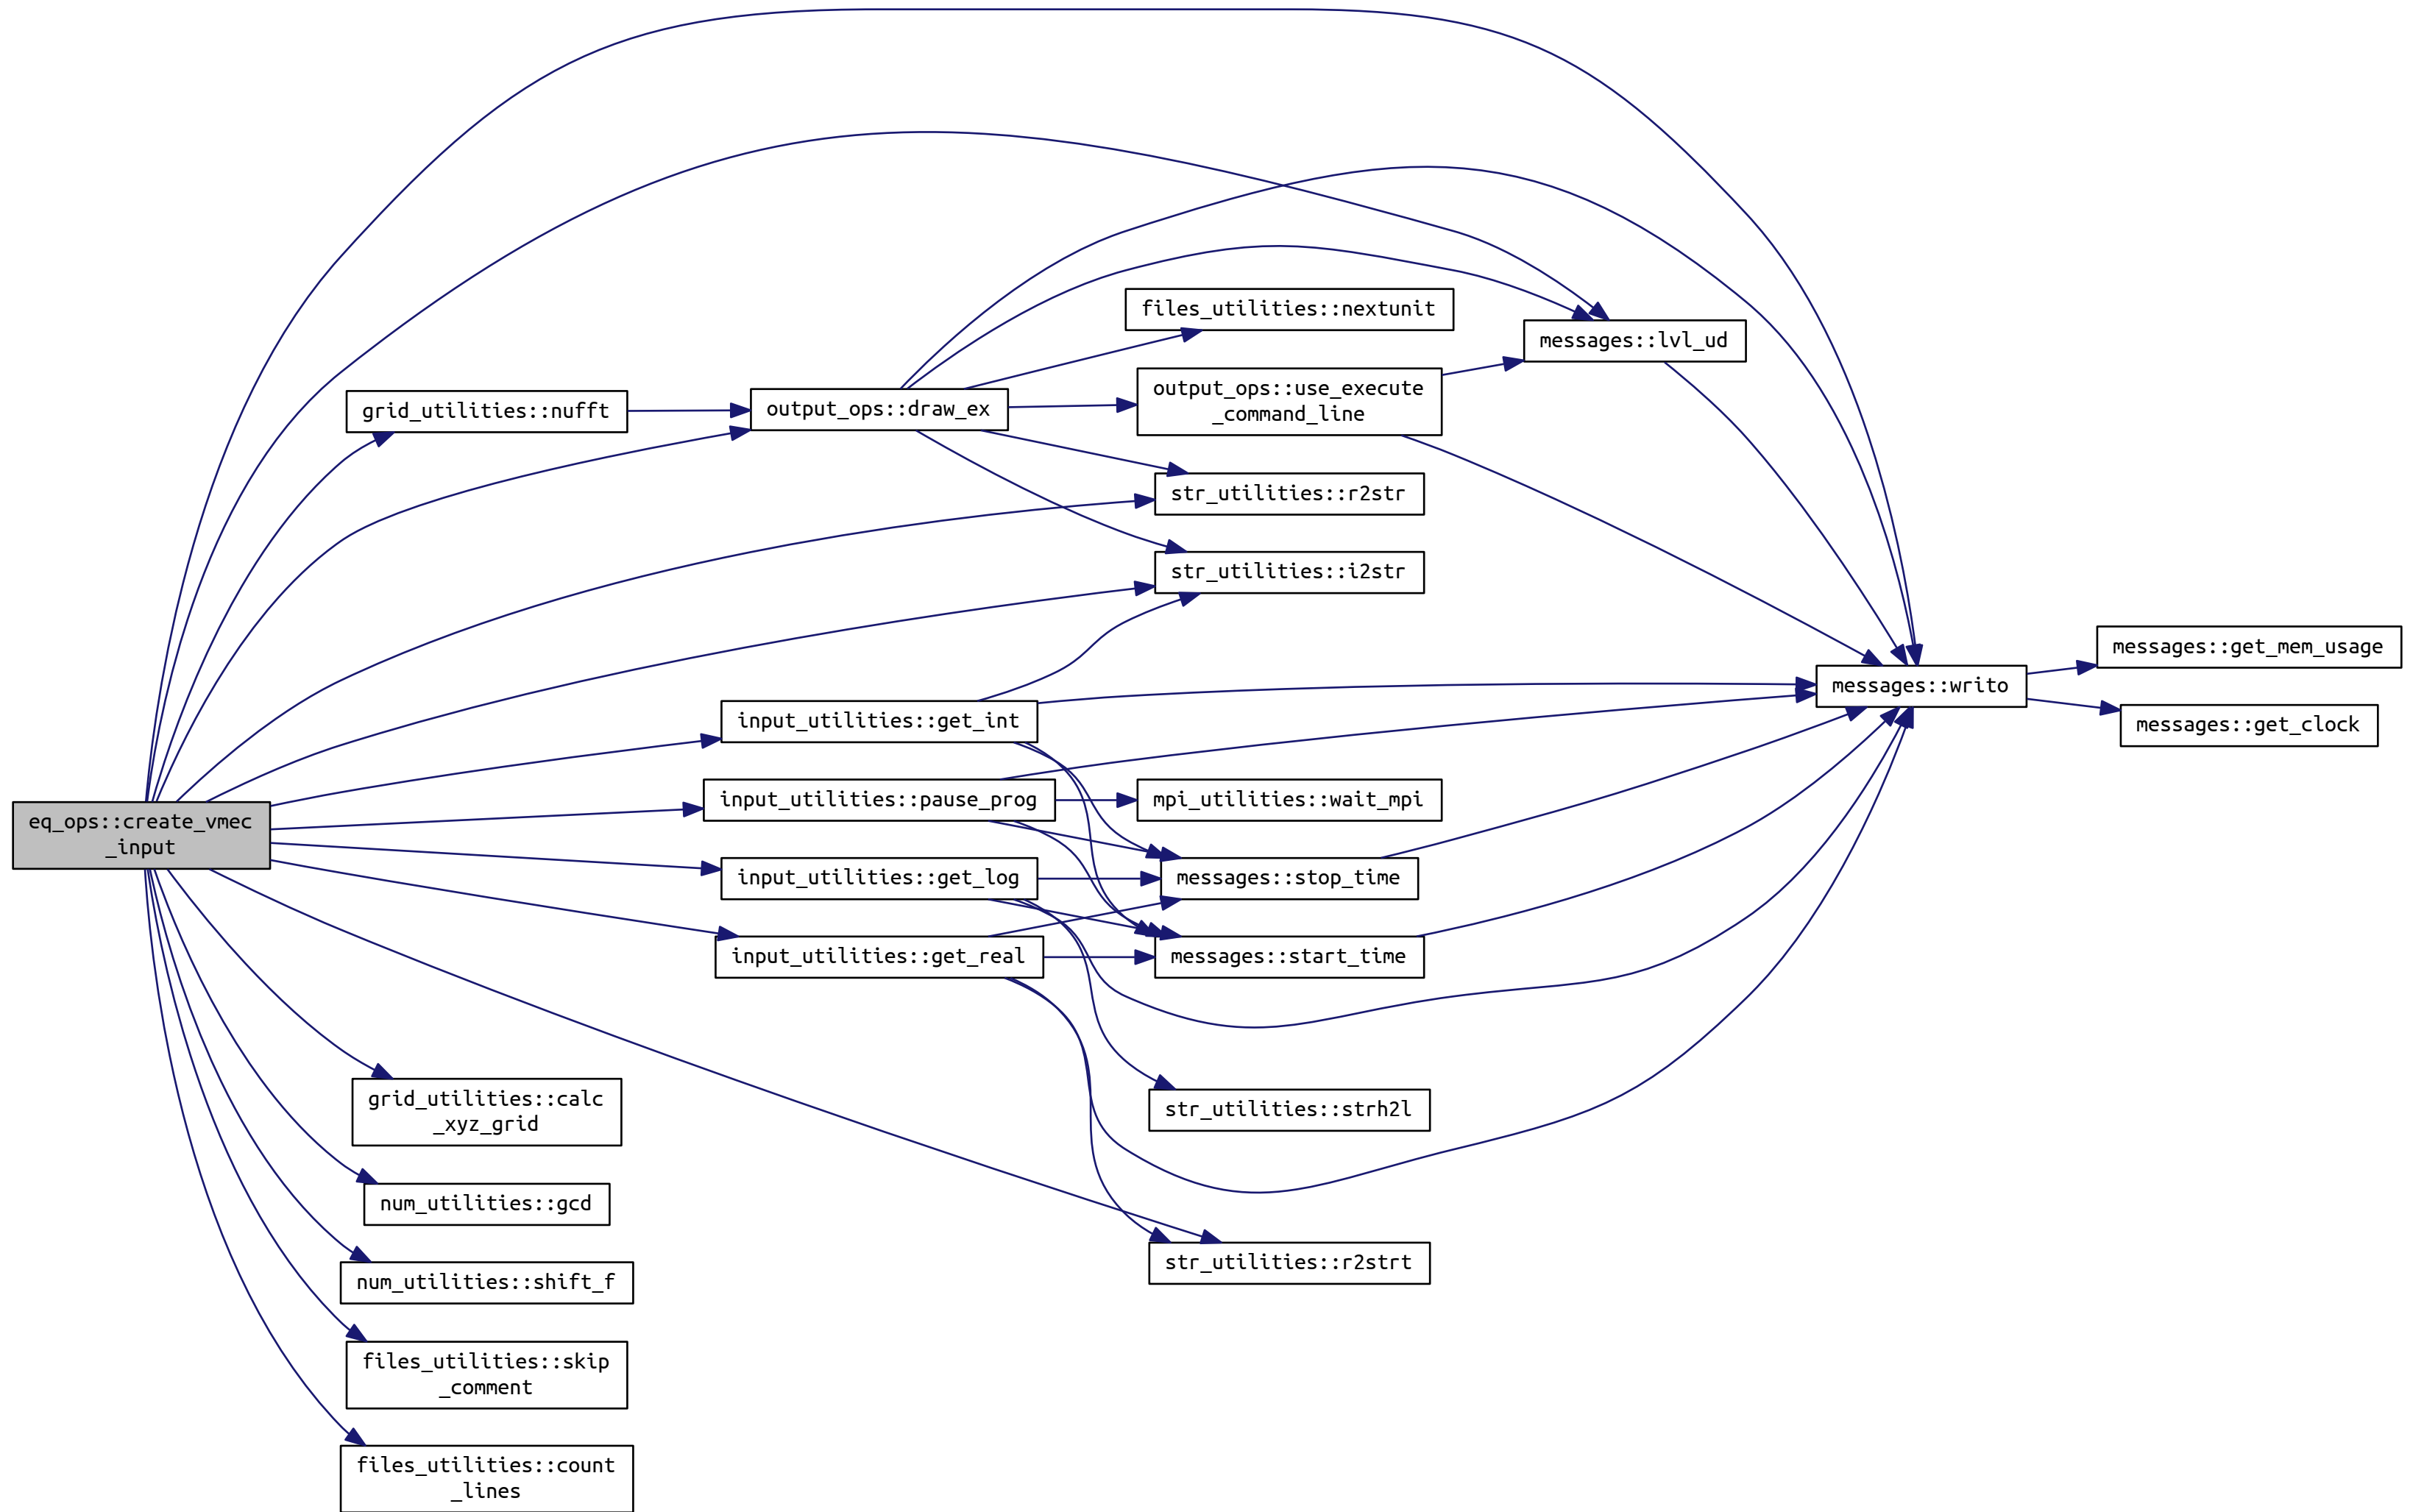 files_utilities::nextunit
messages::lvl_ud
output_ops::use_execute
_command_line
grid_utilities::nufft
output_ops::draw_ex
str_utilities::r2str
str_utilities::i2str
messages::get_mem_usage
messages::writo
messages::get_clock
input_utilities::get_int
input_utilities::pause_prog
mpi_utilities::wait_mpi
eq_ops::create_vmec
_input
input_utilities::get_log
messages::stop_time
input_utilities::get_real
messages::start_time
grid_utilities::calc
_xyz_grid
str_utilities::strh2l
num_utilities::gcd
str_utilities::r2strt
num_utilities::shift_f
files_utilities::skip
_comment
files_utilities::count
_lines